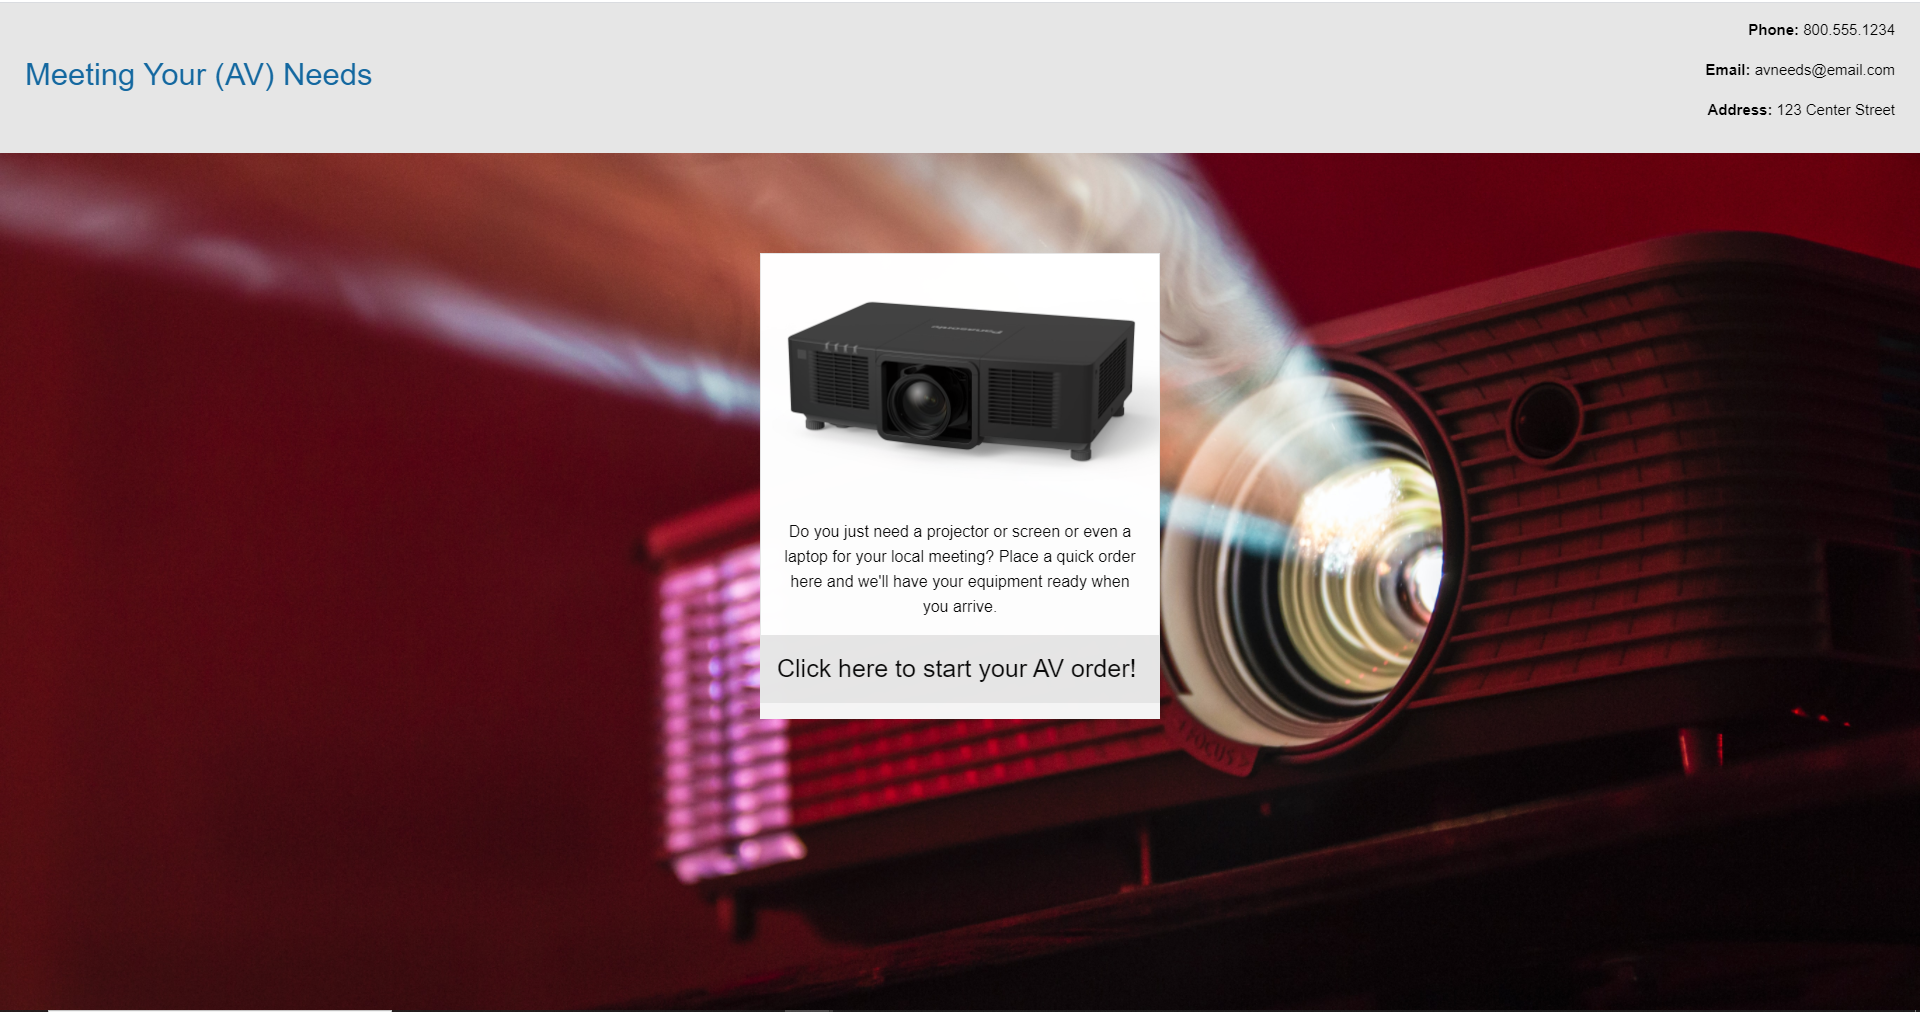 Meeting Your (AV) Needs
Phone: 800.555.1234
Email: avneeds@email.com
Address: 123 Center Street
Panasonic
Do you just need a projector or screen or even a
laptop for your local meeting? Place a quick order
here and we'll have your equipment ready when
you arrive.
Click here to start your AV order!
FOCUS